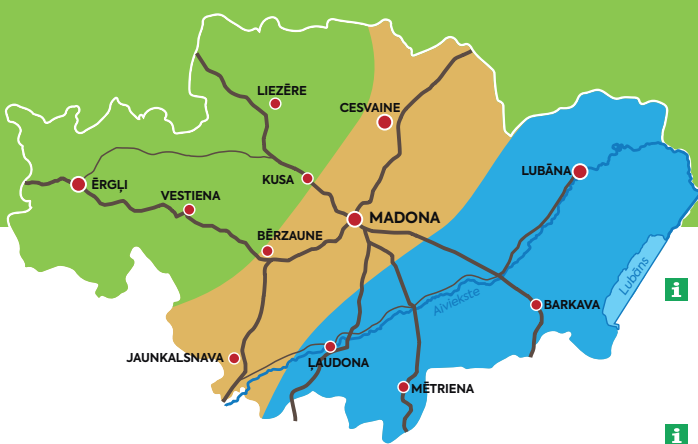 LIEZĒRE
CESVAINE
LUBĀNA
KUSA
ĒRGĻI
VESTIENA
MADONA
BĒRZAUNE
Lubāns
i
Aiviekste
BARKAVA
JAUNKALSNAVA
ĻAUDONA
MĒTRIENA
i